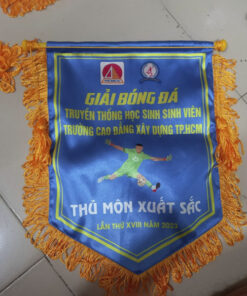 GIẢI BÓNG ĐÁ
TRUYỀN THỐNG HỌC SINH SINH VIÊN
TRƯỜNG CAO ĐẲNG XÂY DỰNG TP.HCM
THỦ MÔN XUẤT SẮC
LẦN THỨ XVIII NĂM 2023